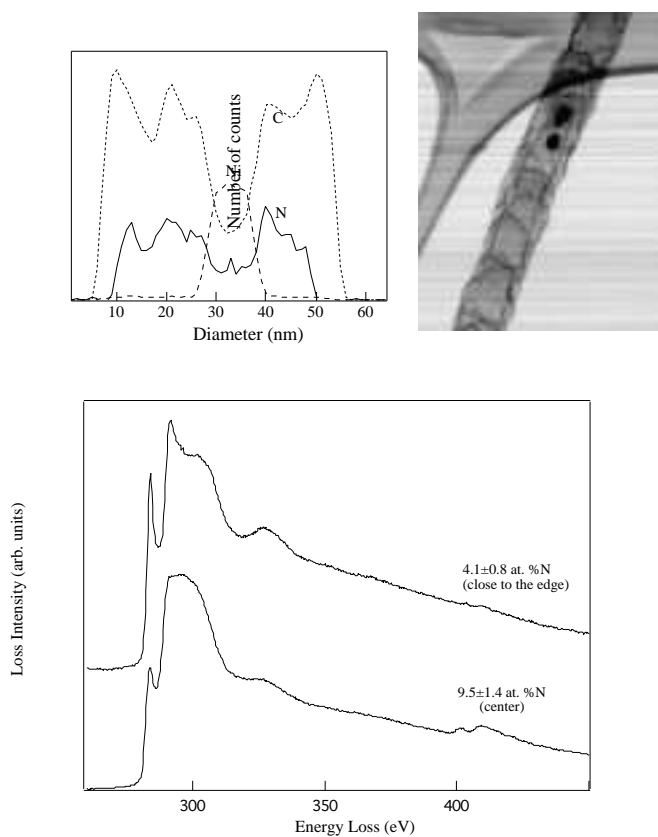 Number of counts
C
Ni
N
10 20 30 40 50 60
Diameter (nm)
Loss Intensity (arb. units)
4.1±0.8 at. %N
(close to the edge)
9.5±1.4 at. %N
(center)
300 350 400
Energy Loss (eV)